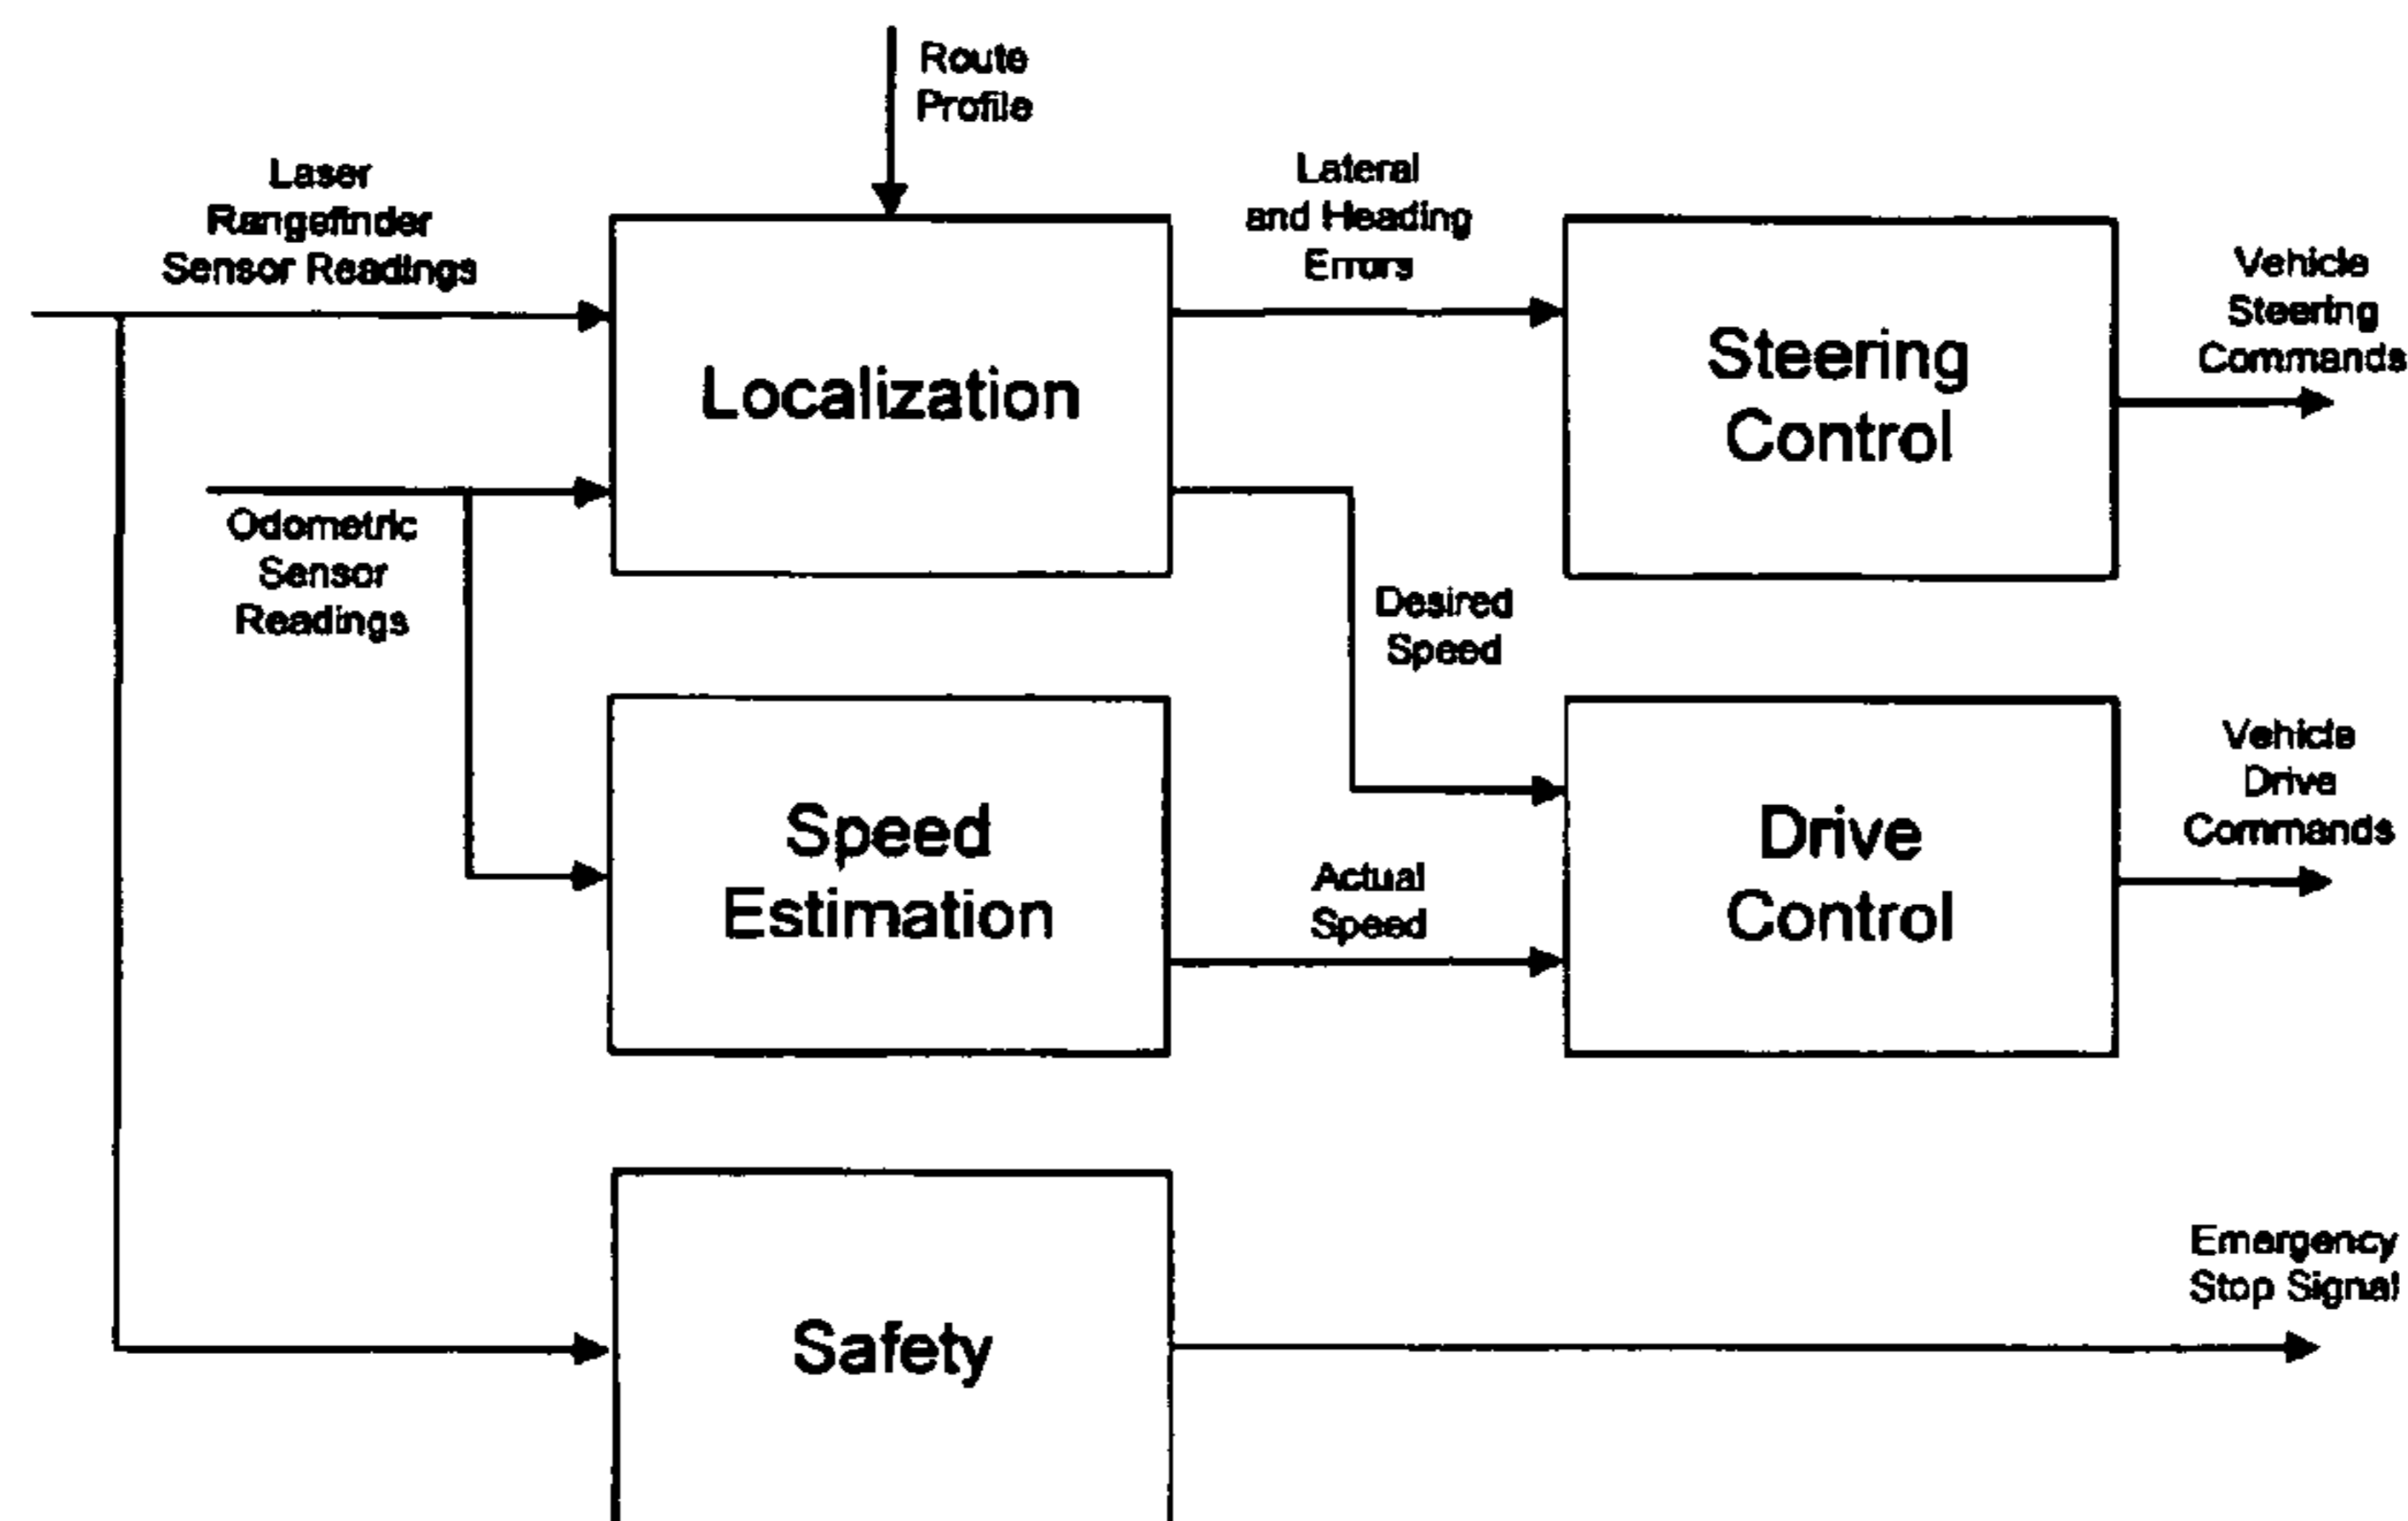 Route
Profile
Laser
Rangefinder
Sensor Readings
Lateral
and Heading
Errors
Vehicle
Steering
Commands
Localization
Steering
Control
Odometric
Sensor
Readings
Desired
Speed
Speed
Estimation
Actual
Speed
Drive
Control
Vehicle
Drive
Commands
Safety
Emergency
Stop Signal